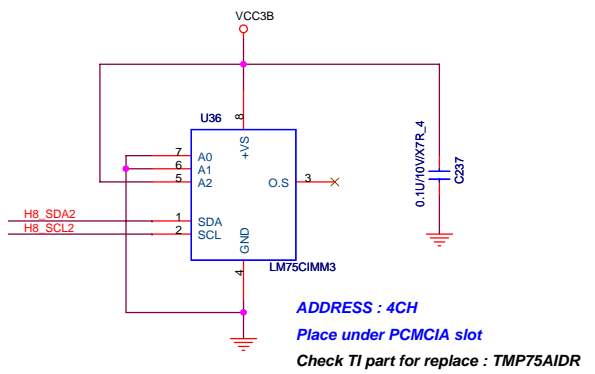 VCC3B
U36
8
+VS
7
A0
6
A1
5
A2
O.S
3
0.1U/10V/X7R_4
C237
H8_SDA2
1
SDA
H8_SCL2
2
SCL
GND
4
LM75CIMM3
ADDRESS : 4CH
Place under PCMCIA slot
Check TI part for replace : TMP75AIDR